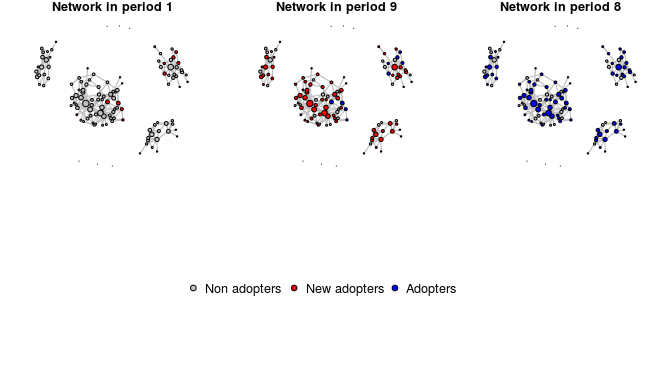 Network in period 1
Network in period 9
Network in period 8
Non adopters
New adopters
Adopters